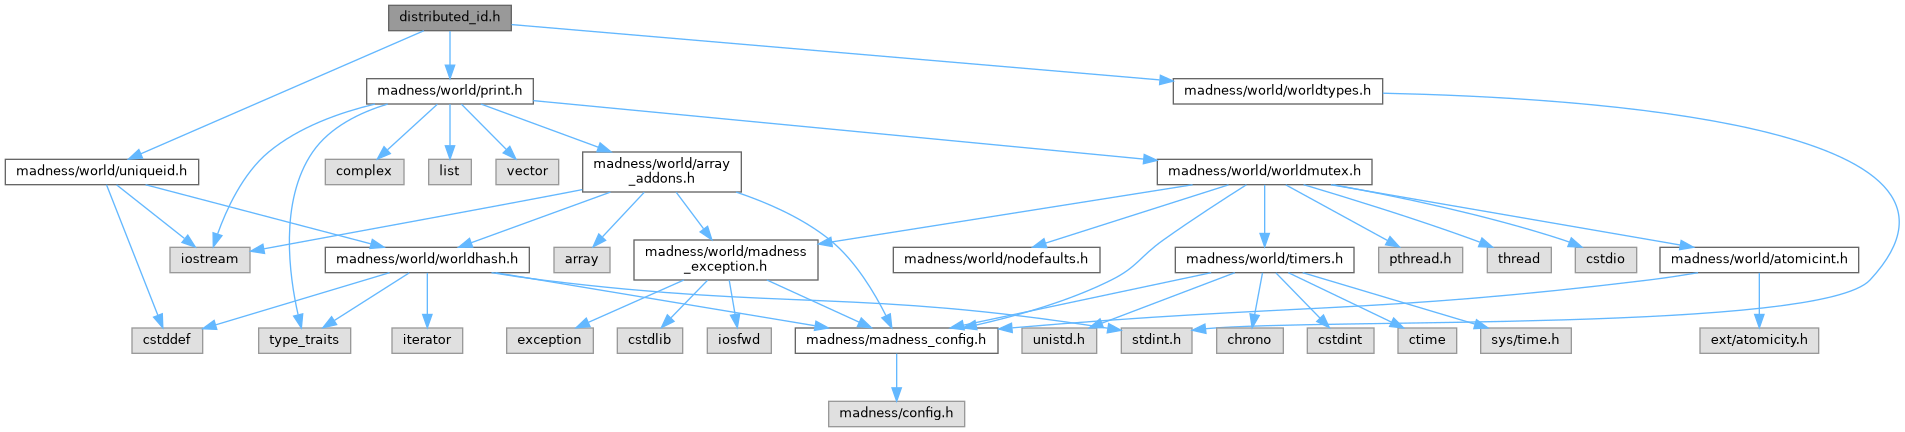 distributed_id.h
madness/world/print.h
madness/world/worldtypes.h
madness/world/uniqueid.h
complex
list
vector
madness/world/array
_addons.h
madness/world/worldmutex.h
iostream
madness/world/worldhash.h
array
madness/world/madness
_exception.h
madness/world/nodefaults.h
madness/world/timers.h
pthread.h
thread
cstdio
madness/world/atomicint.h
cstddef
type_traits
iterator
exception
cstdlib
iosfwd
madness/madness_config.h
unistd.h
stdint.h
chrono
cstdint
ctime
sys/time.h
ext/atomicity.h
madness/config.h